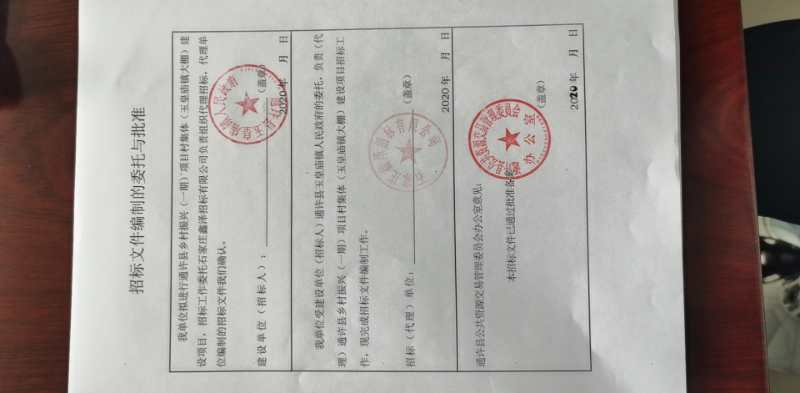 招标文件编制的委托与批准
我单位拟进行通许县乡村振兴（一期）项目村集体（玉皇庙镇大棚）建
设项目，招标工作委托石家庄鑫泽招标有限公司负责组织代理招标，代理单
位编制的招标文件我们确认。
建设单位（招标人）：
（盖章）
2020年 月 日
我单位受建设单位（招标人）通许县玉皇庙镇人民政府的委托，负责（代
理）通许县乡村振兴（一期）项目村集体（玉皇庙镇大棚）建设项目招标工
作，现完成招标文件编制工作。
招标（代理）单位：
（盖章）
2020年 月 日
通许县公共资源交易管理委员会办公室意见：
本招标文件已通过批准备案
办公室
（盖章）
2020年 月 日